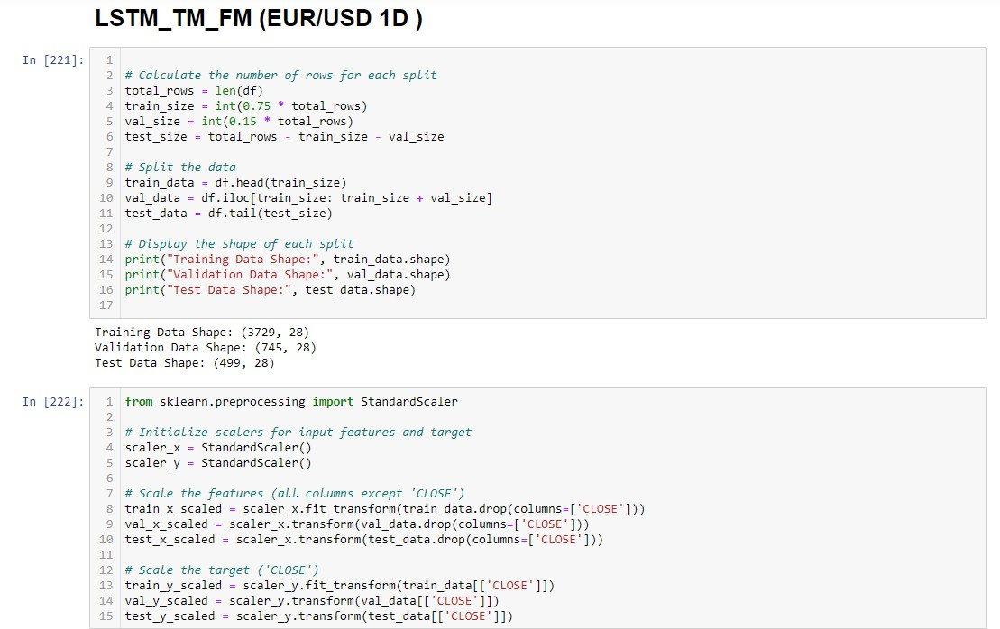 LSTM_TM_FM (EUR/USD 1D )
In [221]:
1
2 # Calculate the number of rows for each split
3 total_rows = len(df)
4 train_size = int(0.75 * total_rows)
5 val_size = int(0.15 * total_rows)
6 test_size = total_rows - train_size - val_size
7
8 # Split the data
9 train_data = df.head(train_size)
10 val_data = df.iloc[train_size: train_size + val_size]
11 test_data = df.tail(test_size)
12
13 # Display the shape of each split
14 print("Training Data Shape:", train_data.shape)
15 print("Validation Data Shape:", val_data.shape)
16 print("Test Data Shape:", test_data.shape)
17
Training Data Shape: (3729, 28)
Validation Data Shape: (745, 28)
Test Data Shape: (499, 28)
In [222]:
1 from sklearn.preprocessing import StandardScaler
2
3 # Initialize scalers for input features and target
4 scaler_x = StandardScaler()
5 scaler_y = StandardScaler()
6
7 # Scale the features (all columns except 'CLOSE')
8 train_x_scaled = scaler_x.fit_transform(train_data.drop(columns=['CLOSE']))
9 val_x_scaled = scaler_x.transform(val_data.drop(columns=['CLOSE']))
10 test_x_scaled = scaler_x.transform(test_data.drop(columns=['CLOSE']))
11
12 # Scale the target ('CLOSE')
13 train_y_scaled = scaler_y.fit_transform(train_data[['CLOSE']])
14 val_y_scaled = scaler_y.transform(val_data[['CLOSE']])
15 test_y_scaled = scaler_y.transform(test_data[['CLOSE']])